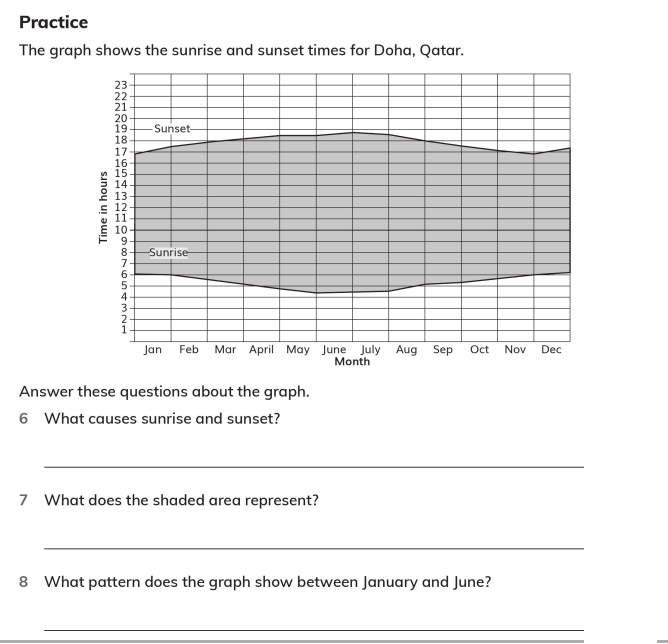 Practice
The graph shows the sunrise and sunset times for Doha, Qatar.
23
22
21
20
19
Sunset
18
17
16
15
14
13
12
11
10
9
8
Sunrise
7
6
5
4
3
2
1
Time in hours
Jan Feb Mar April May June July Aug Sep Oct Nov Dec
Month
Answer these questions about the graph.
6 What causes sunrise and sunset?
7 What does the shaded area represent?
8 What pattern does the graph show between January and June?